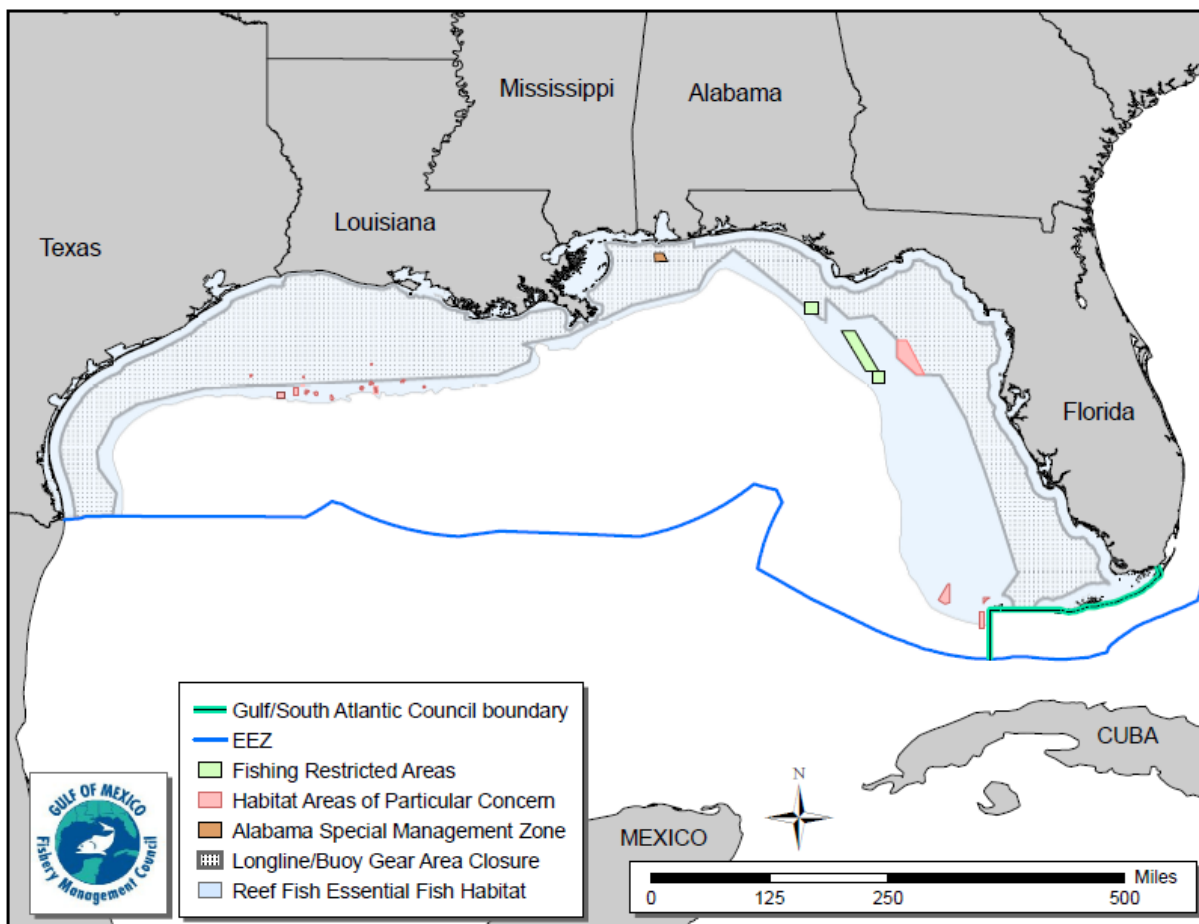 Mississippi
Alabama
Louisiana
Texas
Florida
Gulf/South Atlantic Council boundary
EEZ
Fishing Restricted Areas
Habitat Areas of Particular Concern
Alabama Special Management Zone
Longline/Buoy Gear Area Closure
Reef Fish Essential Fish Habitat
GULF OF MEXICO
Fishery Management Council
CUBA
N
MEXICO
Miles
0 125 250 500